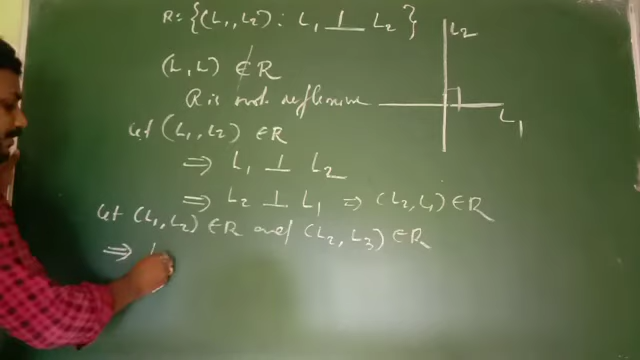 R = {(L₁, L₂) : L₁ ⊥ L₂}
L₂
(L, L) ∉ R
R is not reflexive
L₁
Let (L₁, L₂) ∈ R
⇒ L₁ ⊥ L₂
⇒ L₂ ⊥ L₁ ⇒ (L₂, L₁) ∈ R
Let (L₁, L₂) ∈ R and (L₂, L₃) ∈ R
⇒ L